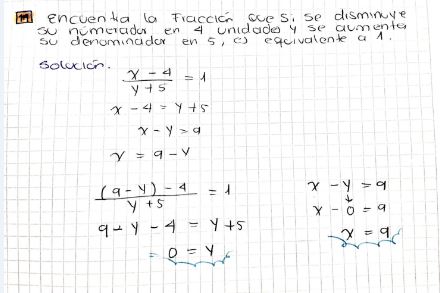 11 encuentra la fracción que si se disminuye
su numerador en 4 unidades y se aumenta
su denominador en 5, es equivalente a 1.
solución.
x - 4 / y + 5 = 1
x - 4 = y + 5
x - y = 9
x = 9 - y
(9 - y) - 4 / y + 5 = 1
9 - y - 4 = y + 5
= 0 = y
x - y = 9
↓
x - 0 = 9
x = 9